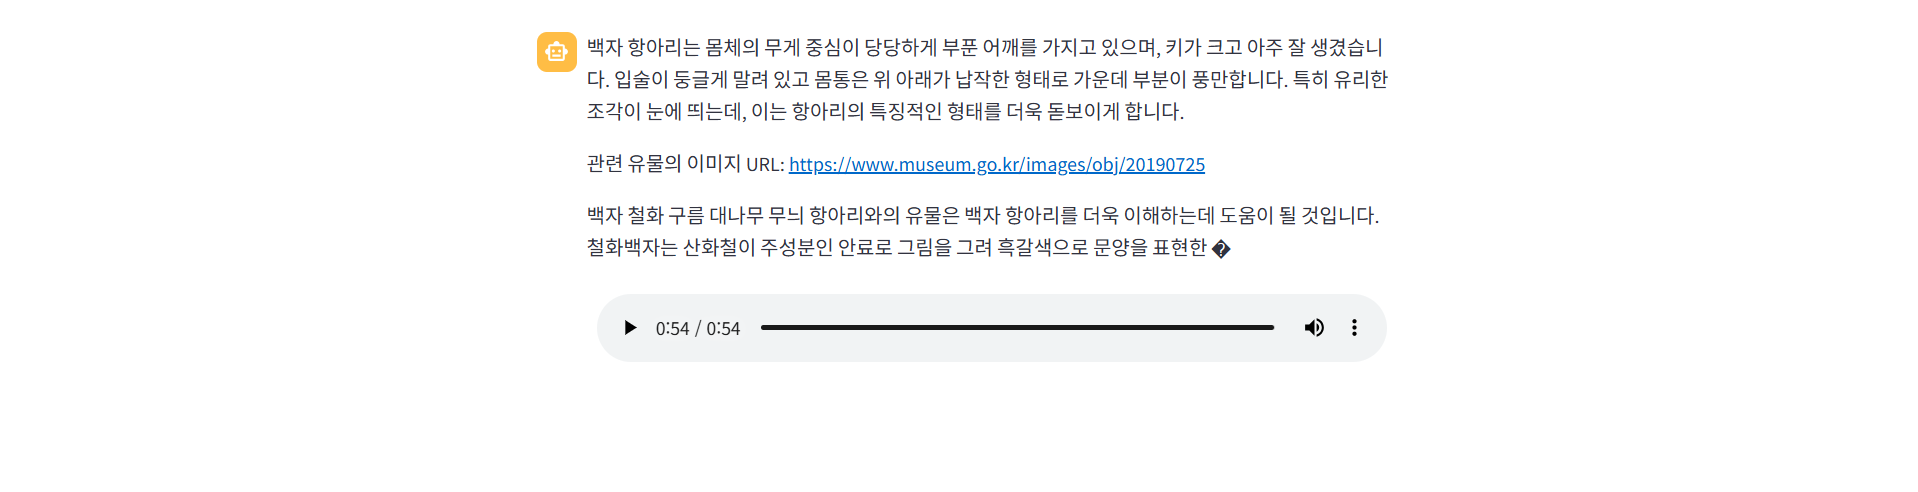 백자 항아리는 몸체의 무게 중심이 당당하게 부푼 어깨를 가지고 있으며, 키가 크고 아주 잘 생겼습니
다. 입술이 둥글게 말려 있고 몸통은 위 아래가 납작한 형태로 가운데 부분이 풍만합니다. 특히 유리한
조각이 눈에 띄는데, 이는 항아리의 특징적인 형태를 더욱 돋보이게 합니다.
관련 유물의 이미지 URL: https://www.museum.go.kr/images/obj/20190725
백자 철화 구름 대나무 무늬 항아리와의 유물은 백자 항아리를 더욱 이해하는데 도움이 될 것입니다.
철화백자는 산화철이 주성분인 안료로 그림을 그려 흑갈색으로 문양을 표현한 �
0:54 / 0:54